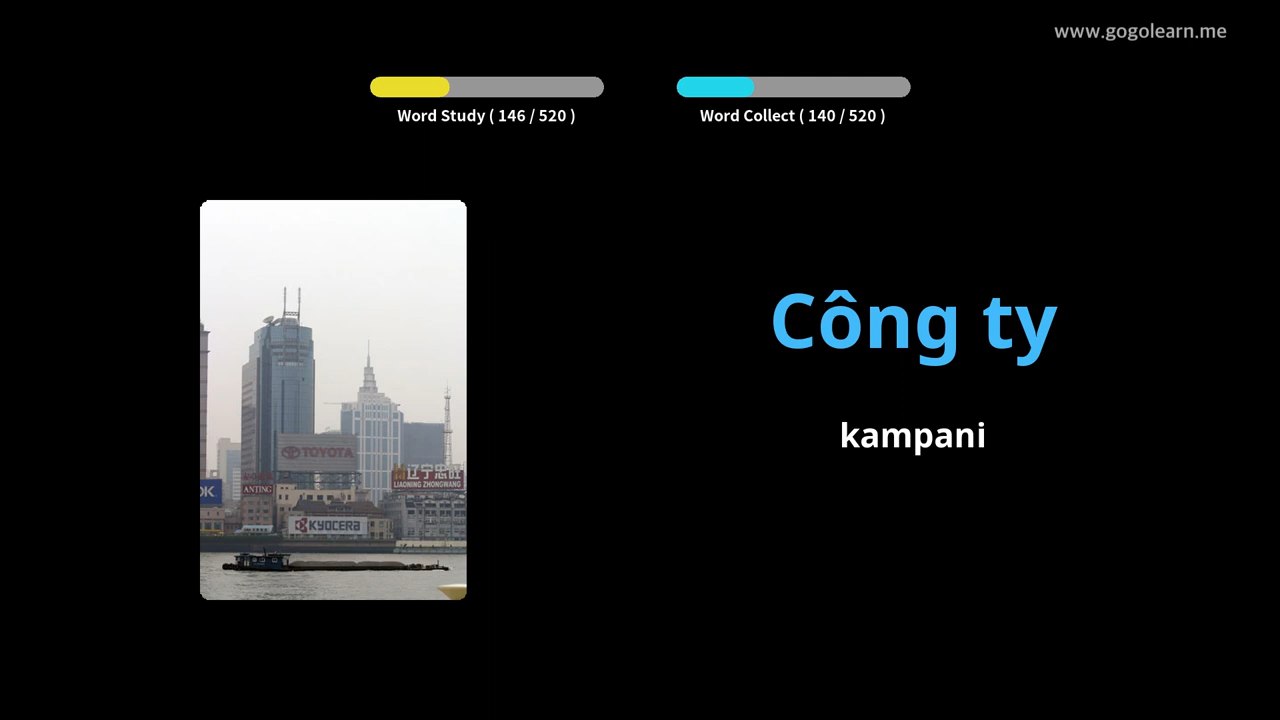 www.gogolearn.me
Word Study ( 146 / 520 )
Word Collect ( 140 / 520 )
Công ty
kampani
TOYOTA
辽宁忠旺
LIAONING ZHONGWANG
OK
ANTING
KYOCERA